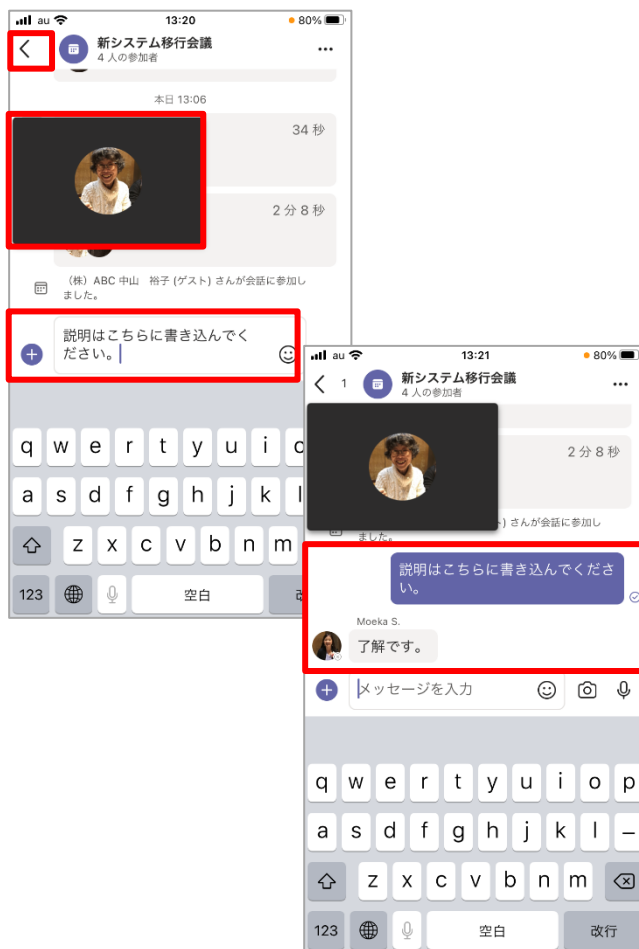 au
13:20
80%
新システム移行会議
4 人の参加者
本日 13:06
34 秒
2 分 8 秒
（株）ABC 中山　裕子 (ゲスト) さんが会話に参加し
ました。
説明はこちらに書き込んでく
ださい。
q w e r t y u i
a s d f g h j k l
z x c v b n m
123
空白
au
13:21
80%
1
新システム移行会議
4 人の参加者
2 分 8 秒
ト) さんが会話に参加し
ました。
説明はこちらに書き込んでくださ
い。
Moeka S.
了解です。
メッセージを入力
q w e r t y u i o p
a s d f g h j k l ー
z x c v b n m
123
空白
改行